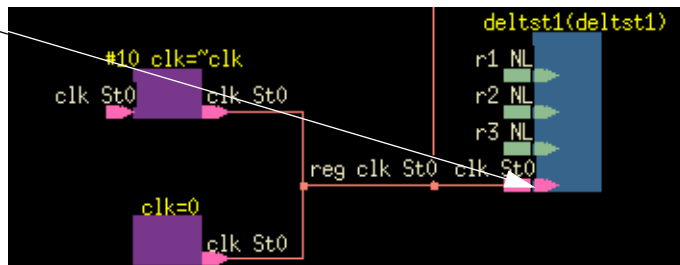 deltst1(deltst1)
#10 clk=~clk
r1 NL
clk St0
clk St0
r2 NL
r3 NL
reg clk St0
clk St0
clk=0
clk St0